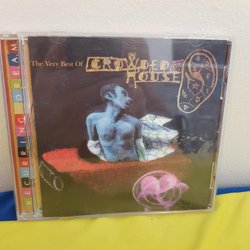 The Very Best Of
CROWDED
HOUSE
RECURRING DREAM